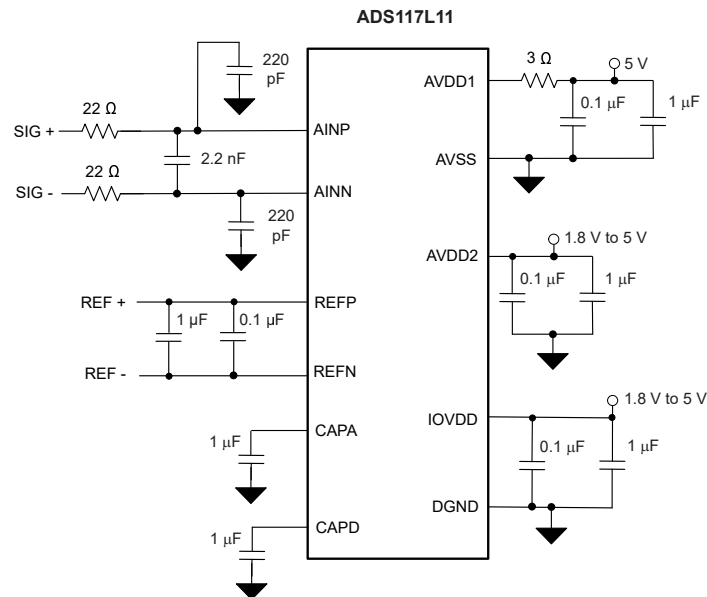 ADS117L11
220
pF
3 Ω
5 V
AVDD1
0.1 μF
1 μF
22 Ω
SIG +
AINP
2.2 nF
AVSS
22 Ω
SIG -
AINN
220
pF
1.8 V to 5 V
AVDD2
0.1 μF
1 μF
REF +
REFP
1 μF
0.1 μF
REF -
REFN
1.8 V to 5 V
IOVDD
CAPA
1 μF
0.1 μF
1 μF
DGND
CAPD
1 μF